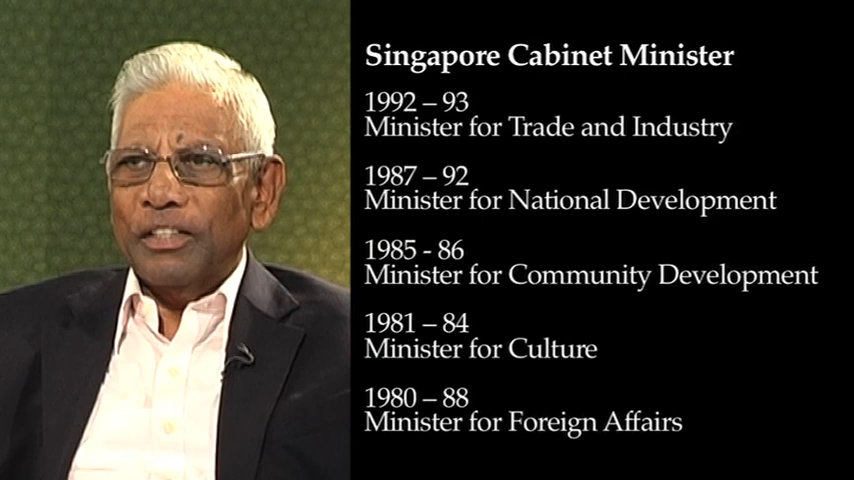 Singapore Cabinet Minister
1992 – 93
Minister for Trade and Industry
1987 – 92
Minister for National Development
1985 - 86
Minister for Community Development
1981 – 84
Minister for Culture
1980 – 88
Minister for Foreign Affairs